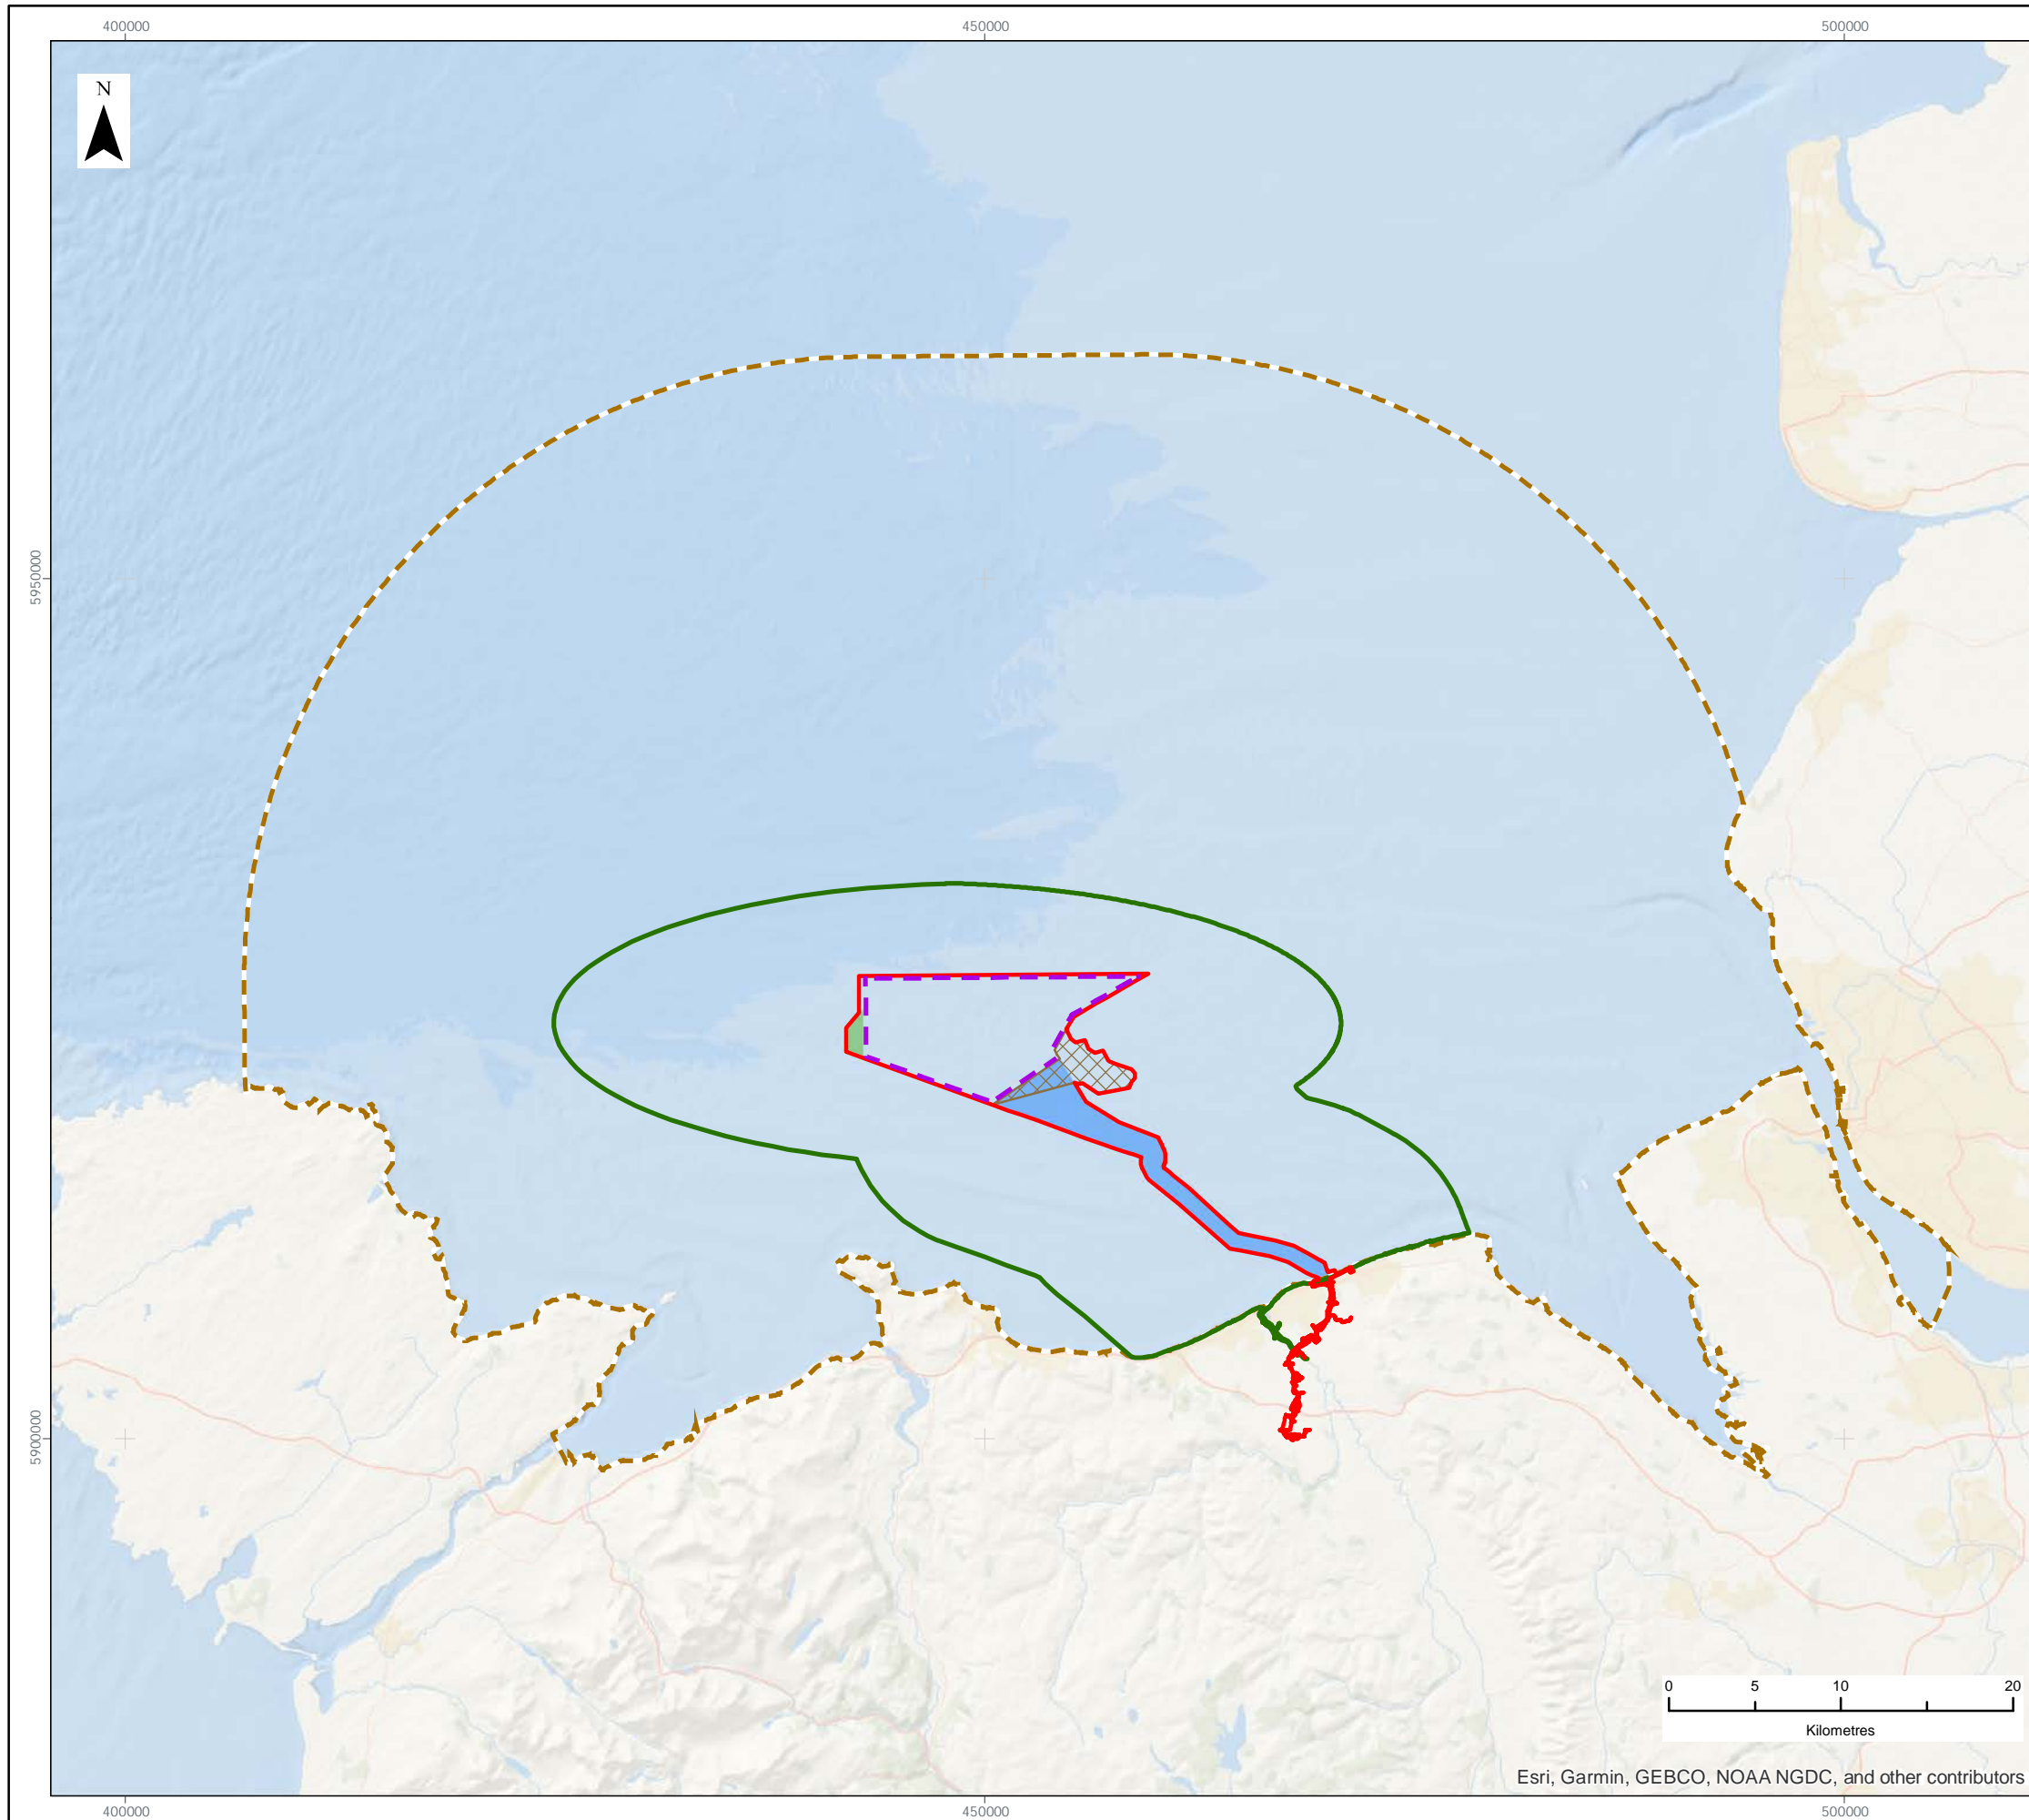 400000 450000 500000
N
5950000
5900000
0 5 10 20
Kilometres
Esri, Garmin, GEBCO, NOAA NGDC, and other contributors
400000 450000 500000